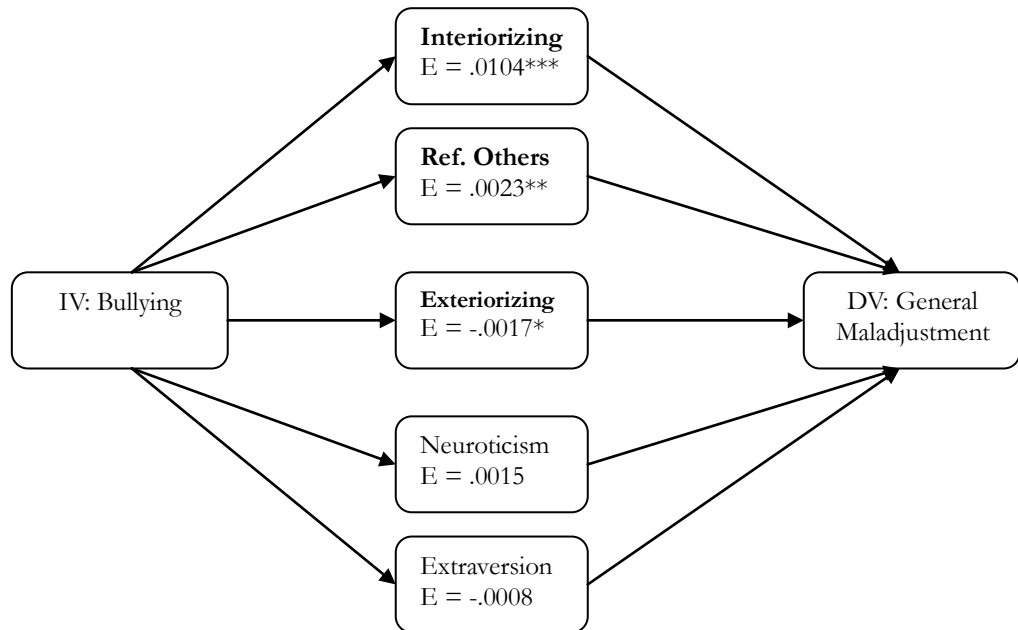 Interiorizing
E = .0104***
Ref. Others
E = .0023**
IV: Bullying
Exteriorizing
E = -.0017*
DV: General
Maladjustment
Neuroticism
E = .0015
Extraversion
E = -.0008